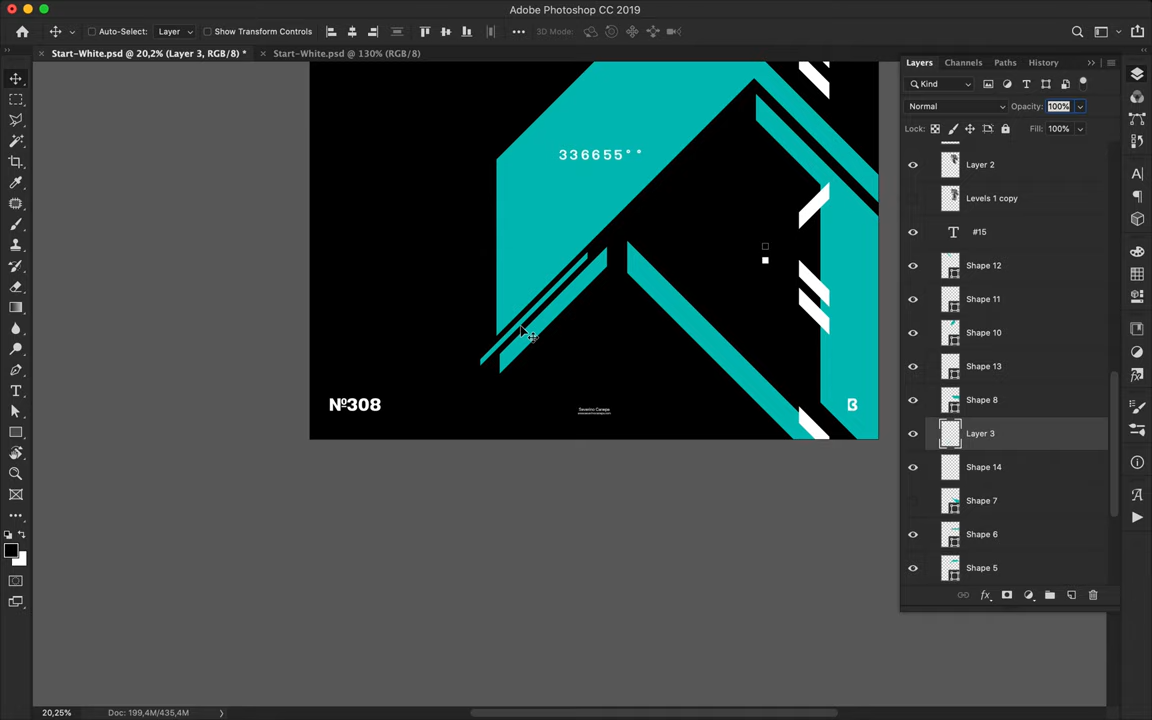 Adobe Photoshop CC 2019
Auto-Select: Layer Show Transform Controls 3D Mode:
Start-White.psd @ 20,2% (Layer 3, RGB/8) * Start-White.psd @ 130% (RGB/8)
Layers Channels Paths History
Kind
Normal Opacity: 100%
Lock: Fill: 100%
Layer 2
Levels 1 copy
#15
Shape 12
Shape 11
Shape 10
Shape 13
Shape 8
Layer 3
Shape 14
Shape 7
Shape 6
Shape 5
336655°°
№308
Severino Canepa
ß
20,25% Doc: 199,4M/435,4M